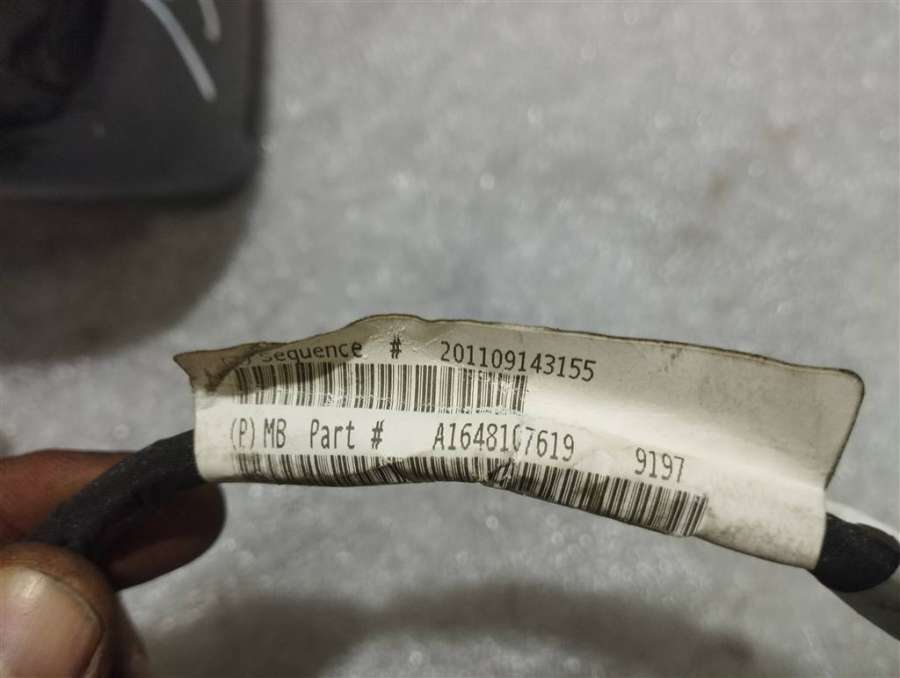 Sequence # 201109143155
(P) MB Part # A1648107619 9197